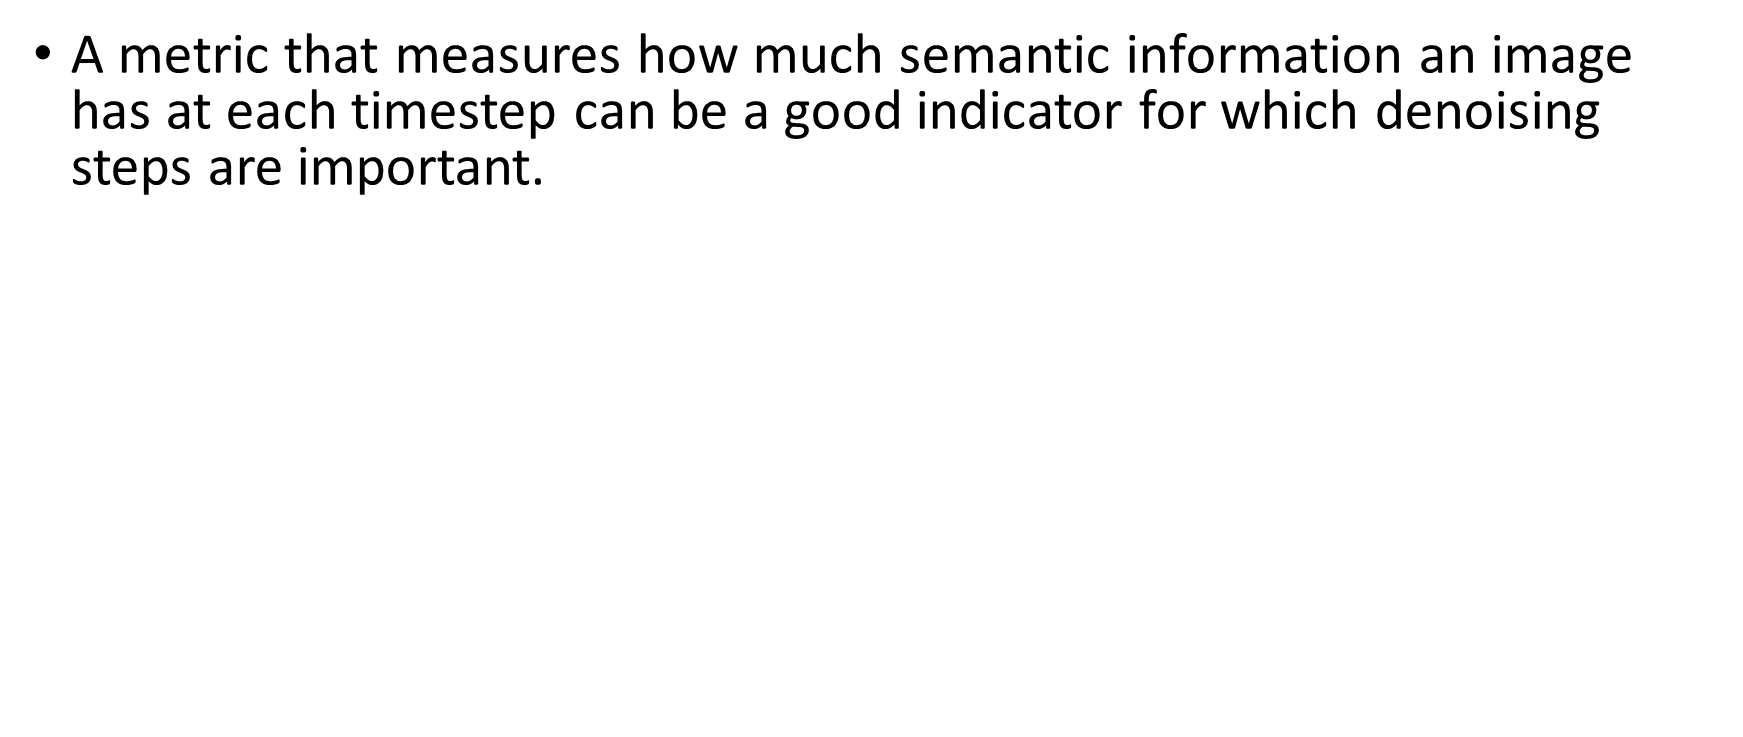 • A metric that measures how much semantic information an image
has at each timestep can be a good indicator for which denoising
steps are important.